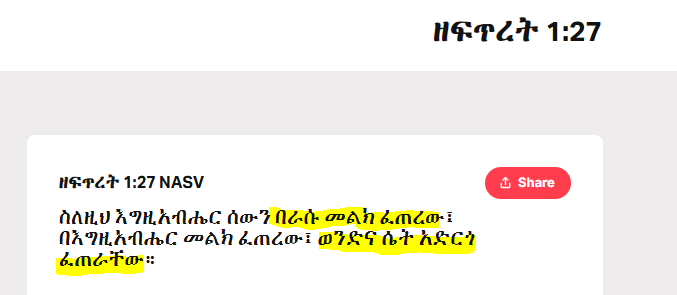 ዘፍጥረት 1:27
ዘፍጥረት 1:27 NASV
Share
ስለዚህ እግዚአብሔር ሰውን በራሱ መልክ ፈጠረው፤
በእግዚአብሔር መልክ ፈጠረው፤ ወንድና ሴት አድርጎ
ፈጠራቸው።